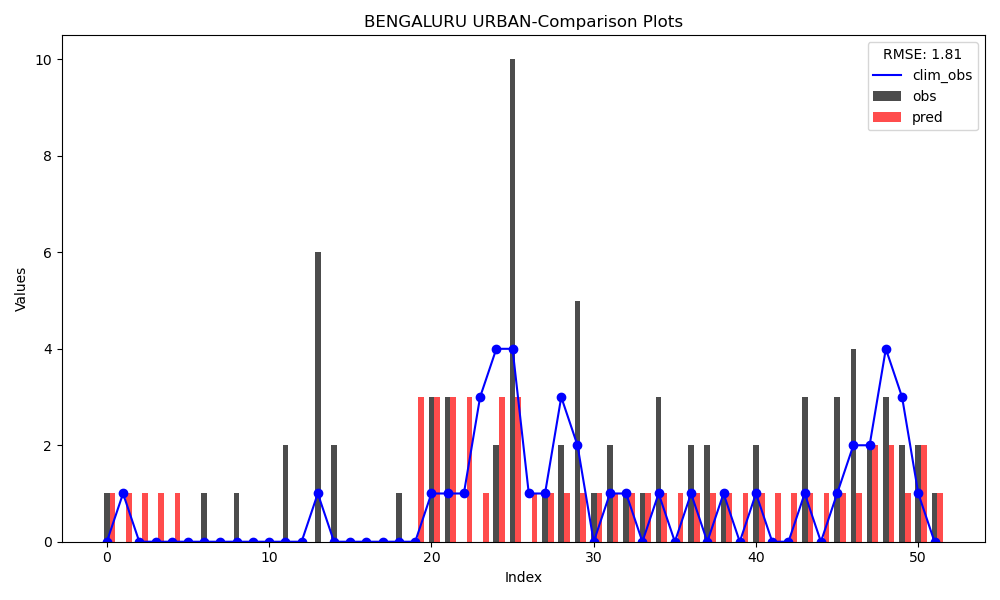 BENGALURU URBAN-Comparison Plots
RMSE: 1.81
clim_obs
obs
pred
Values
10
8
6
4
2
0
0 10 20 30 40 50
Index